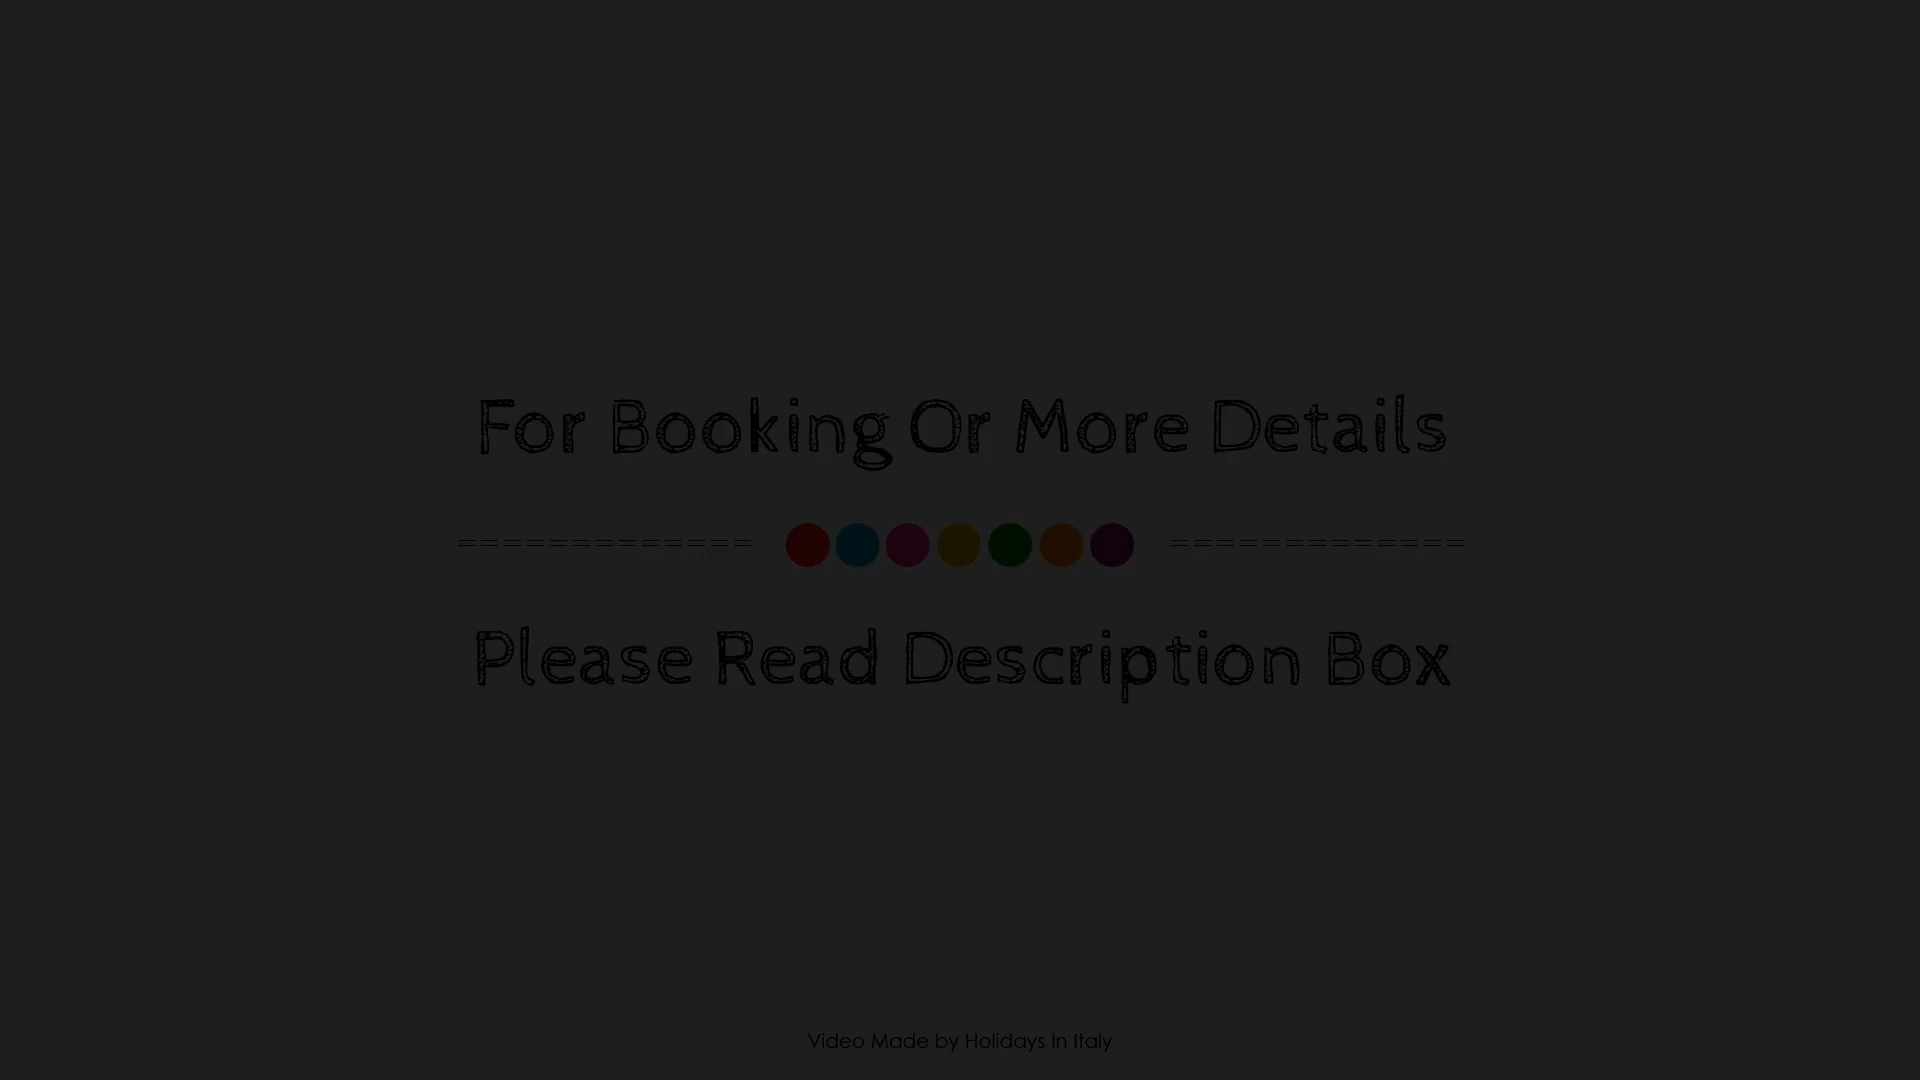 For Booking Or More Details
============= =============
Please Read Description Box
Video Made by Holidays In Italy